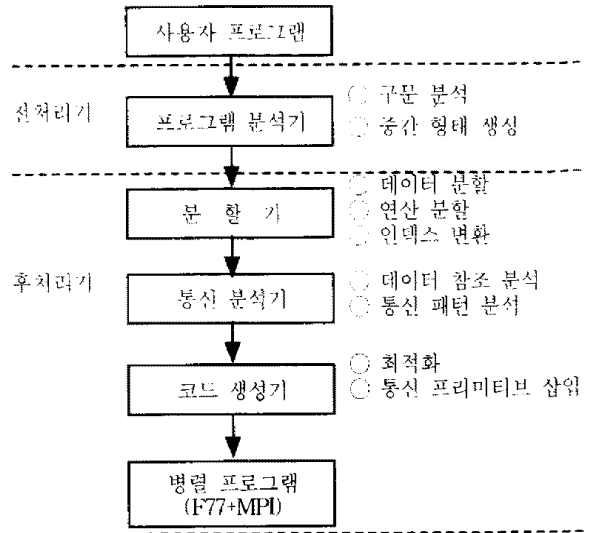 사용자 프로그램
전처리기
프로그램 분석기
○ 구문 분석
○ 중간 형태 생성
후처리기
분 할 기
○ 데이터 분할
○ 연산 분할
○ 인덱스 변환
통신 분석기
○ 데이터 참조 분석
○ 통신 패턴 분석
코드 생성기
○ 최적화
○ 통신 프리미티브 삽입
병렬 프로그램
(F77+MPI)